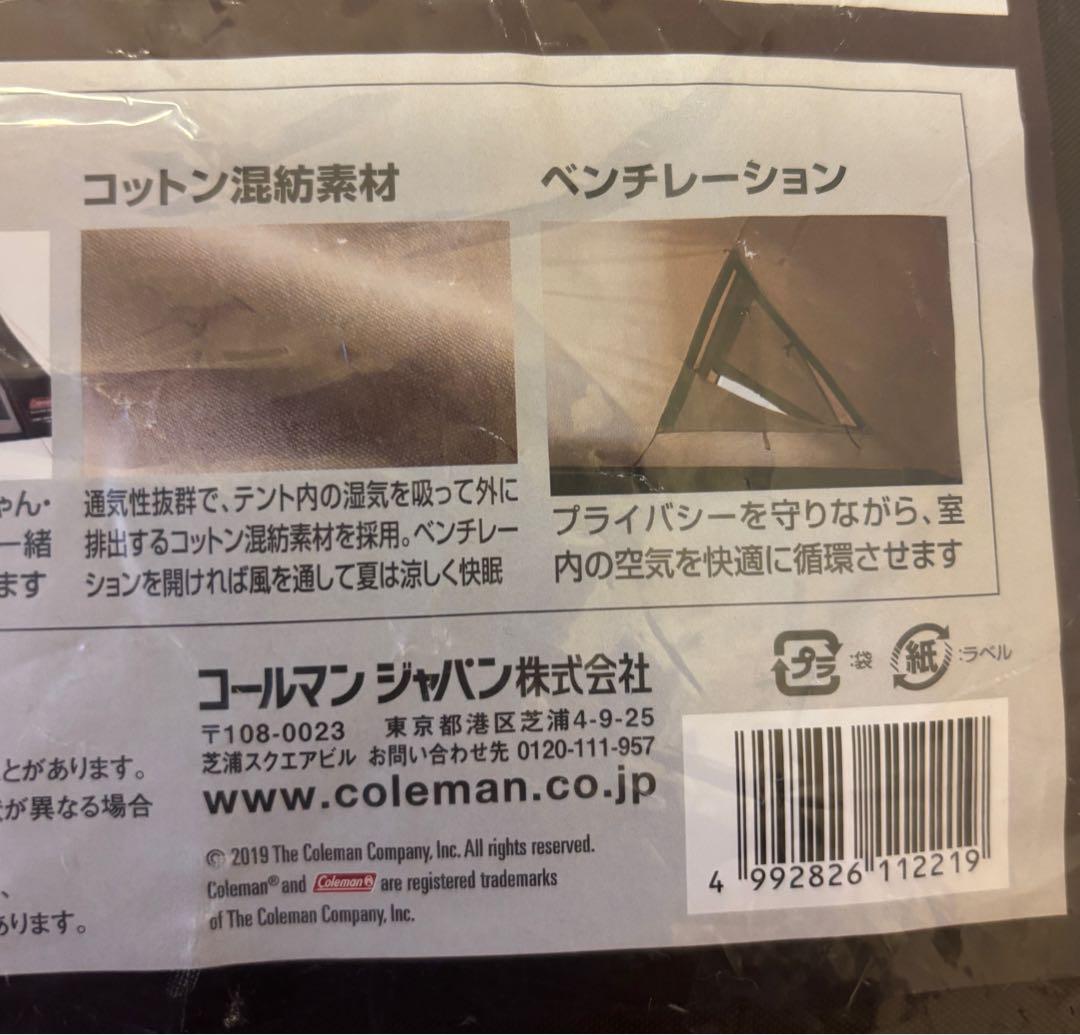 コットン混紡素材
ベンチレーション
ゃん・
一緒
ます
通気性抜群で、テント内の湿気を吸って外に
排出するコットン混紡素材を採用。ベンチレー
ションを開ければ風を通して夏は涼しく快眠
プライバシーを守りながら、室
内の空気を快適に循環させます
プラ :袋 紙 :ラベル
とがあります。
が異なる場合
、
あります。
コールマン ジャパン株式会社
〒108-0023 東京都港区芝浦4-9-25
芝浦スクエアビル お問い合わせ先 0120-111-957
www.coleman.co.jp
© 2019 The Coleman Company, Inc. All rights reserved.
Coleman® and Coleman® are registered trademarks
of The Coleman Company, Inc.
4 992826 112219